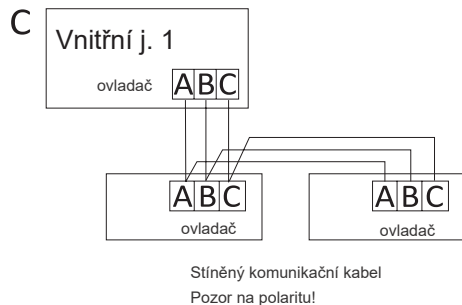 C
Vnitřní j. 1
ovladač A B C
A B C
ovladač
A B C
ovladač
Stíněný komunikační kabel
Pozor na polaritu!